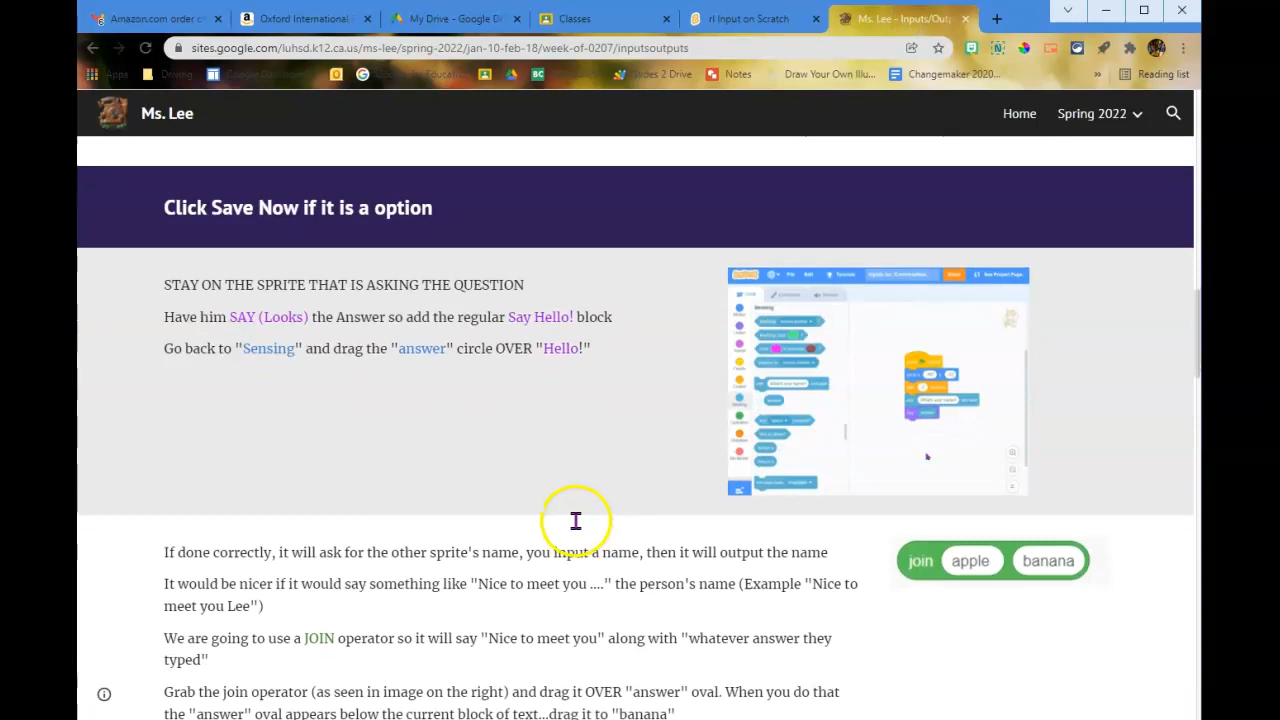 Amazon.com order c
Oxford International
My Drive - Google Dr
Classes
rl Input on Scratch
Ms. Lee - Inputs/Outp
sites.google.com/luhsd.k12.ca.us/ms-lee/spring-2022/jan-10-feb-18/week-of-0207/inputsoutputs
Apps Driving Google Slides 2 Drive Notes Draw Your Own Illu... Changemaker 2020... » Reading list
Ms. Lee
Home Spring 2022
Click Save Now if it is a option
STAY ON THE SPRITE THAT IS ASKING THE QUESTION
Have him SAY (Looks) the Answer so add the regular Say Hello! block
Go back to "Sensing" and drag the "answer" circle OVER "Hello!"
If done correctly, it will ask for the other sprite's name, you input a name, then it will output the name
join apple banana
It would be nicer if it would say something like "Nice to meet you ...." the person's name (Example "Nice to
meet you Lee")
We are going to use a JOIN operator so it will say "Nice to meet you" along with "whatever answer they
typed"
Grab the join operator (as seen in image on the right) and drag it OVER "answer" oval. When you do that
the "answer" oval appears below the current block of text...drag it to "banana"